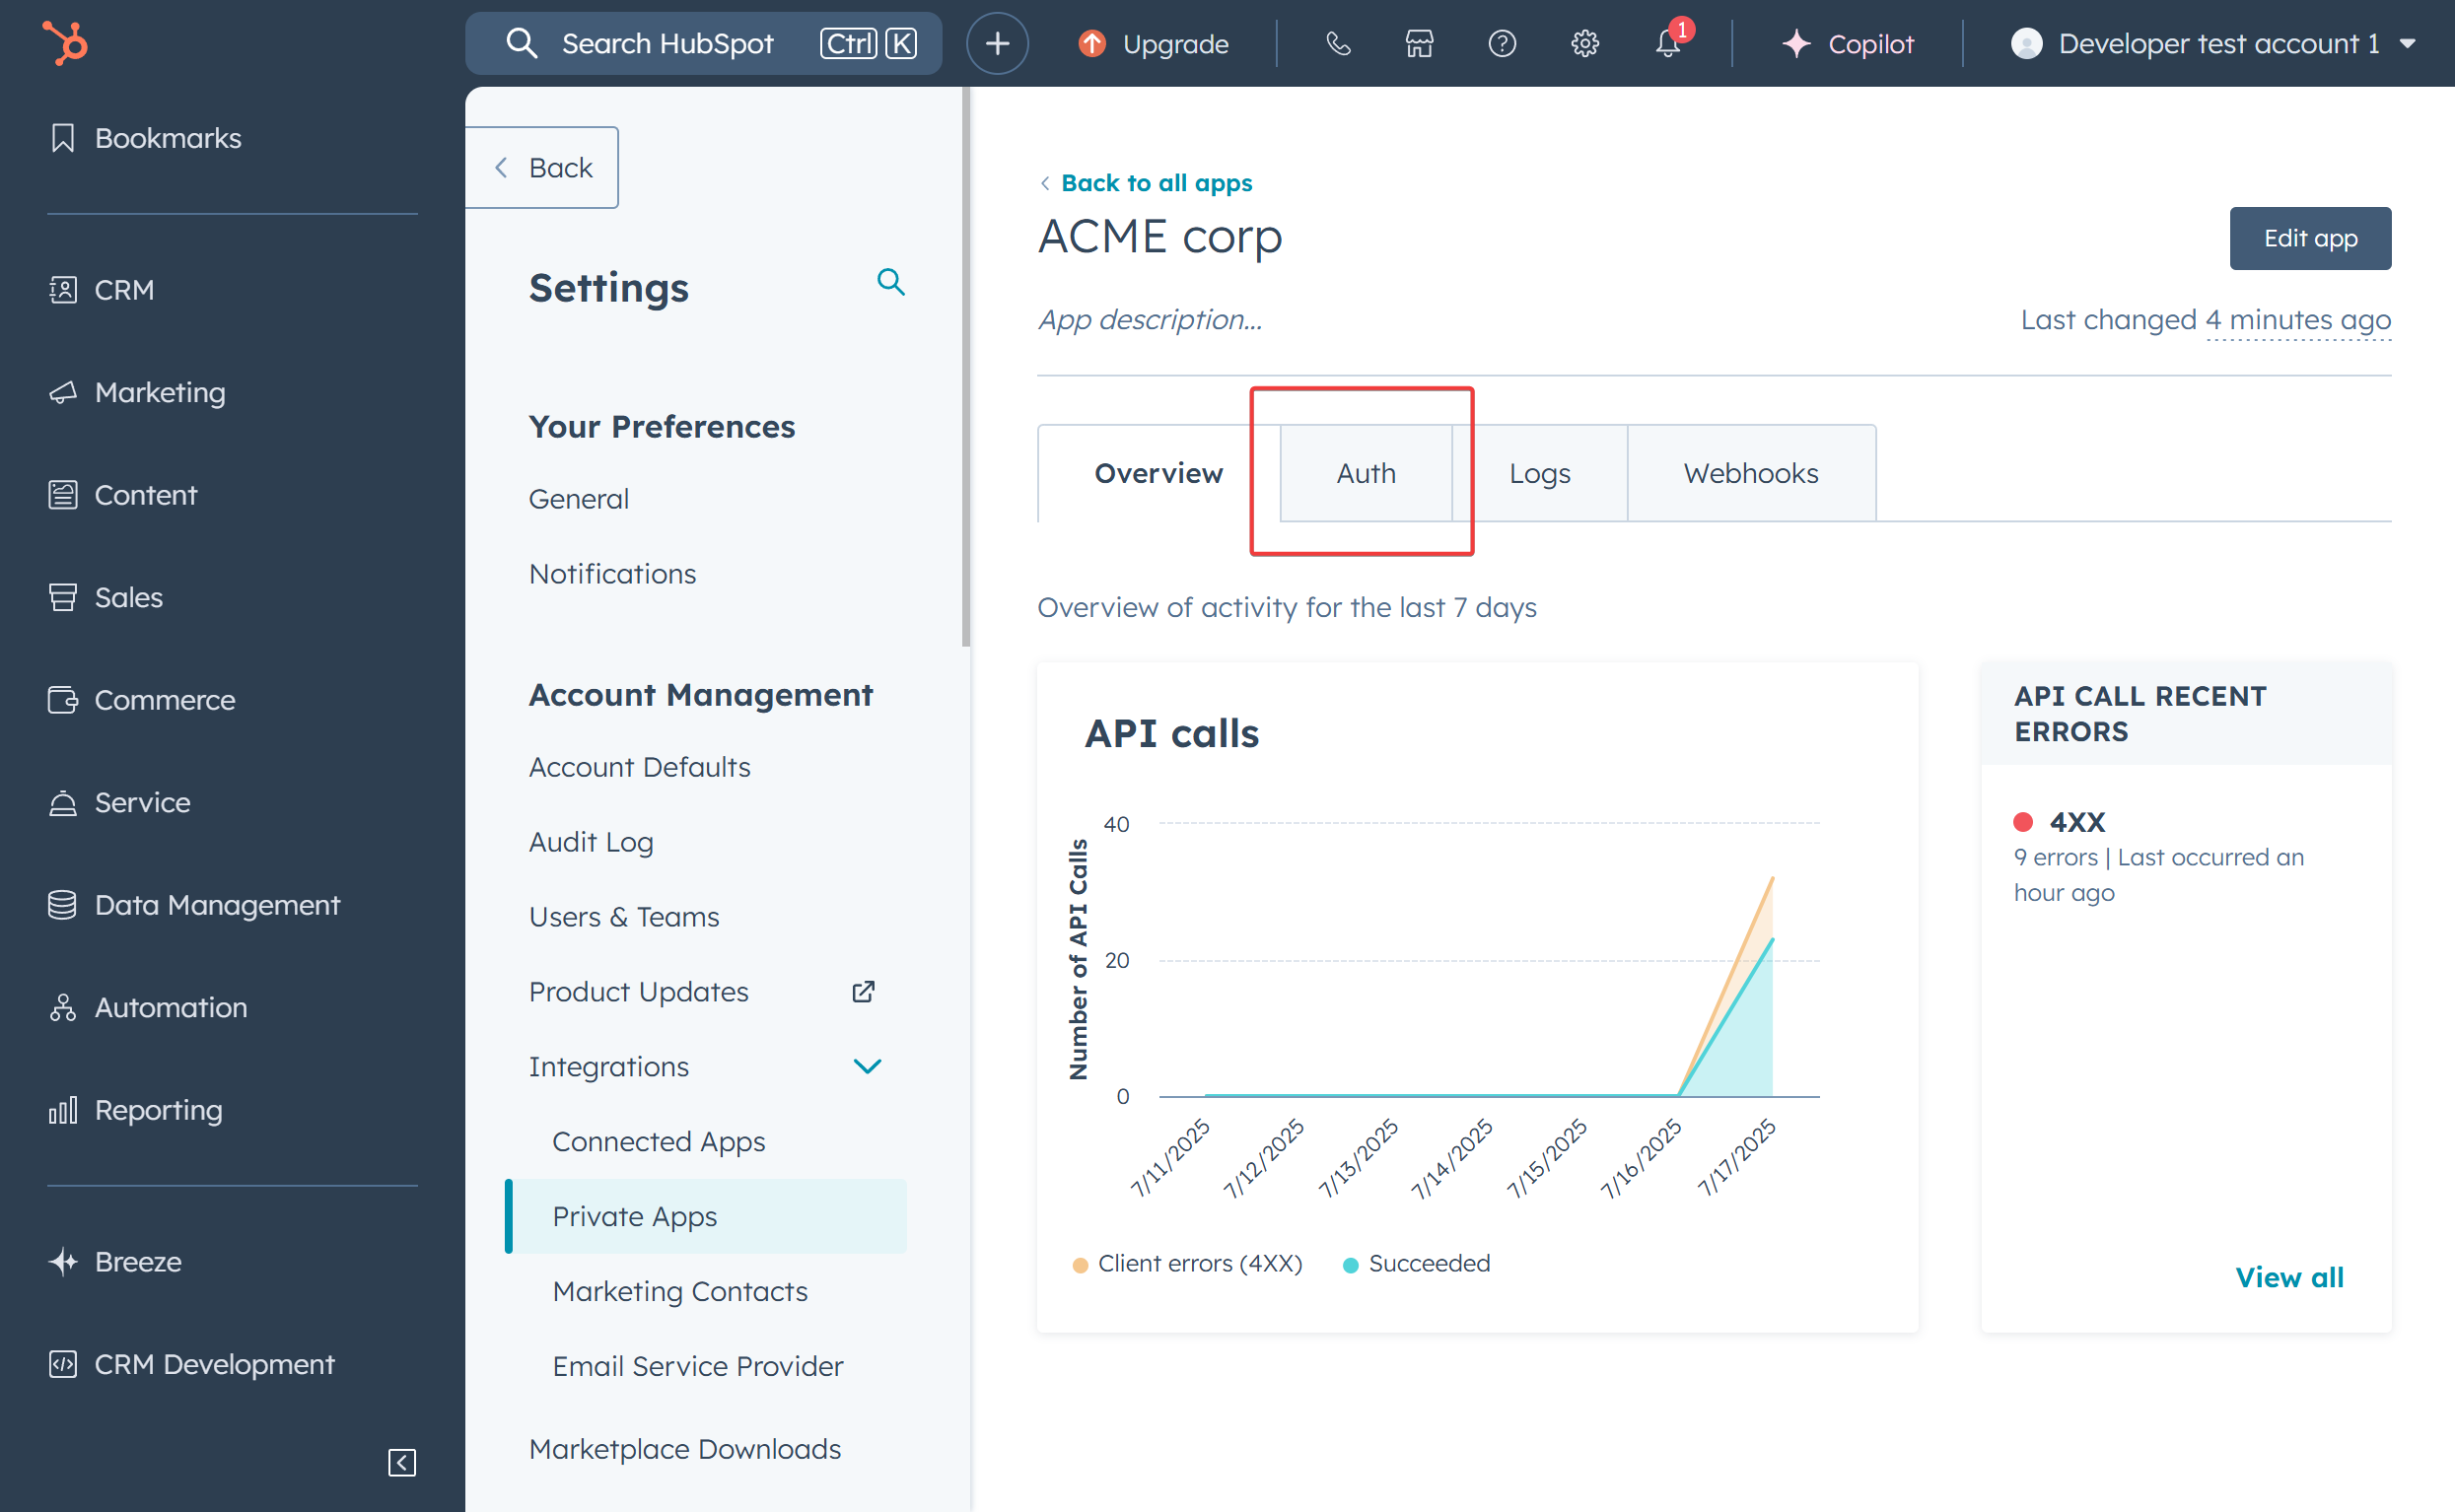 Search HubSpot Ctrl K
Upgrade
1
Copilot
Developer test account 1
Bookmarks
CRM
Marketing
Content
Sales
Commerce
Service
Data Management
Automation
Reporting
Breeze
CRM Development
Back
Settings
Your Preferences
General
Notifications
Account Management
Account Defaults
Audit Log
Users & Teams
Product Updates
Integrations
Connected Apps
Private Apps
Marketing Contacts
Email Service Provider
Marketplace Downloads
Back to all apps
ACME corp
Edit app
App description...
Last changed 4 minutes ago
Overview
Auth
Logs
Webhooks
Overview of activity for the last 7 days
API calls
Number of API Calls
40
20
0
7/11/2025
7/12/2025
7/13/2025
7/14/2025
7/15/2025
7/16/2025
7/17/2025
Client errors (4XX)
Succeeded
API CALL RECENT
ERRORS
4XX
9 errors | Last occurred an
hour ago
View all